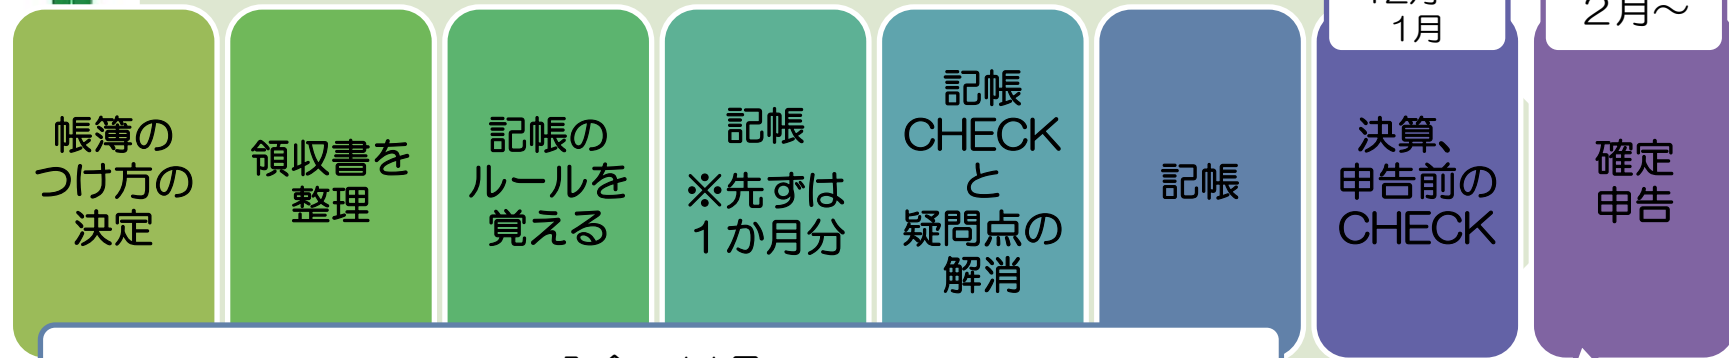 帳簿の
つけ方の
決定
領収書を
整理
記帳の
ルールを
覚える
記帳
※先ずは
１か月分
記帳
CHECK
と
疑問点の
解消
記帳
1月
決算、
申告前の
CHECK
２月～
確定
申告